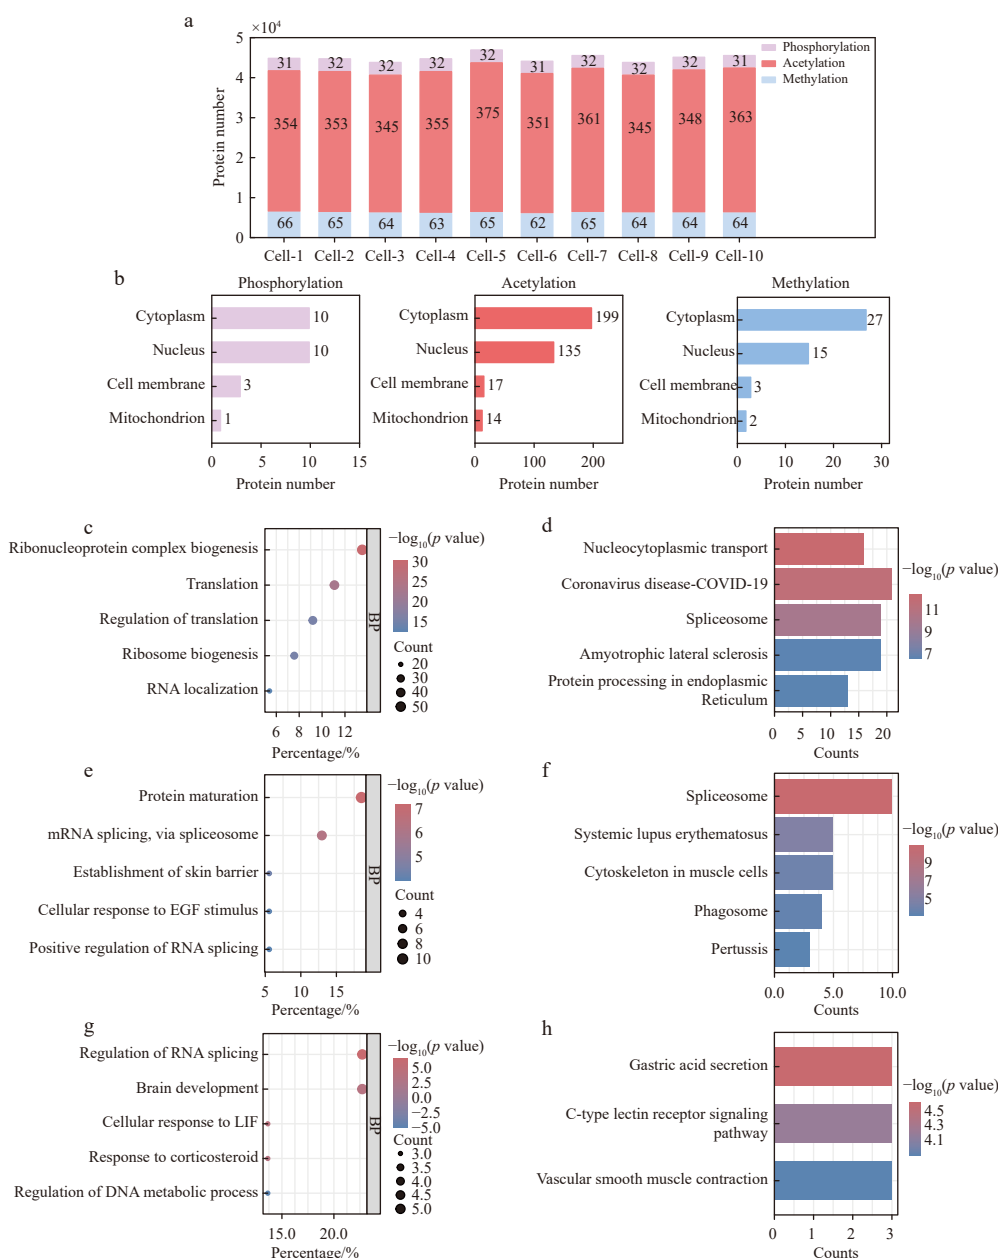 a
×10⁴
Protein number
5
4
3
2
1
0
Phosphorylation
Acetylation
Methylation
31 32 32 32 32 31 32 32 32 31
354 353 345 355 375 351 361 345 348 363
66 65 64 63 65 62 65 64 64 64
Cell-1 Cell-2 Cell-3 Cell-4 Cell-5 Cell-6 Cell-7 Cell-8 Cell-9 Cell-10
b
Phosphorylation
Cytoplasm 10
Nucleus 10
Cell membrane 3
Mitochondrion 1
0 5 10 15
Protein number
Acetylation
Cytoplasm 199
Nucleus 135
Cell membrane 17
Mitochondrion 14
0 100 200
Protein number
Methylation
Cytoplasm 27
Nucleus 15
Cell membrane 3
Mitochondrion 2
0 10 20 30
Protein number
c
Ribonucleoprotein complex biogenesis
Translation
Regulation of translation
Ribosome biogenesis
RNA localization
BP
6 8 10 12
Percentage/%
−log₁₀(p value)
30
25
20
15
Count
20
30
40
50
d
Nucleocytoplasmic transport
Coronavirus disease-COVID-19
Spliceosome
Amyotrophic lateral sclerosis
Protein processing in endoplasmic
Reticulum
0 5 10 15 20
Counts
−log₁₀(p value)
11
9
7
e
Protein maturation
mRNA splicing, via spliceosome
Establishment of skin barrier
Cellular response to EGF stimulus
Positive regulation of RNA splicing
BP
5 10 15
Percentage/%
−log₁₀(p value)
7
6
5
Count
4
6
8
10
f
Spliceosome
Systemic lupus erythematosus
Cytoskeleton in muscle cells
Phagosome
Pertussis
0.0 5.0 10.0
Counts
−log₁₀(p value)
9
7
5
g
Regulation of RNA splicing
Brain development
Cellular response to LIF
Response to corticosteroid
Regulation of DNA metabolic process
BP
15.0 20.0
Percentage/%
−log₁₀(p value)
5.0
2.5
0.0
−2.5
−5.0
Count
3.0
3.5
4.0
4.5
5.0
h
Gastric acid secretion
C-type lectin receptor signaling
pathway
Vascular smooth muscle contraction
0 1 2 3
Counts
−log₁₀(p value)
4.5
4.3
4.1